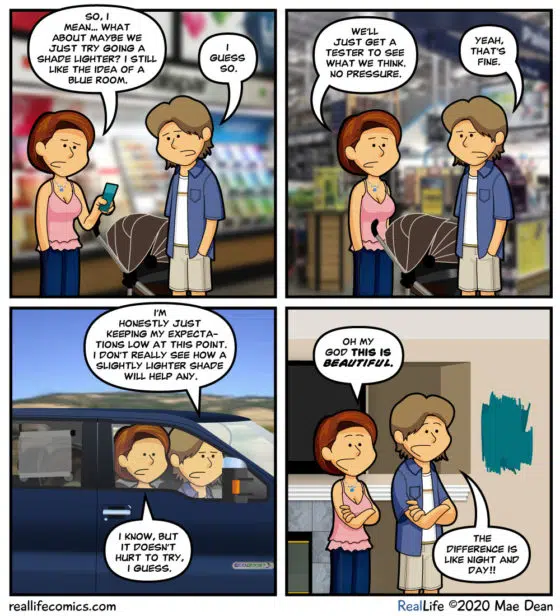 SO, I
MEAN... WHAT
ABOUT MAYBE WE
JUST TRY GOING A
SHADE LIGHTER? I STILL
LIKE THE IDEA OF A
BLUE ROOM.
I
GUESS
SO.
WE'LL
JUST GET A
TESTER TO SEE
WHAT WE THINK.
NO PRESSURE.
YEAH,
THAT'S
FINE.
I'M
HONESTLY JUST
KEEPING MY EXPECTA-
TIONS LOW AT THIS POINT.
I DON'T REALLY SEE HOW A
SLIGHTLY LIGHTER SHADE
WILL HELP ANY.
I KNOW, BUT
IT DOESN'T
HURT TO TRY,
I GUESS.
OH MY
GOD THIS IS
BEAUTIFUL.
THE
DIFFERENCE IS
LIKE NIGHT AND
DAY!!
reallifecomics.com
RealLife ©2020 Mae Dean